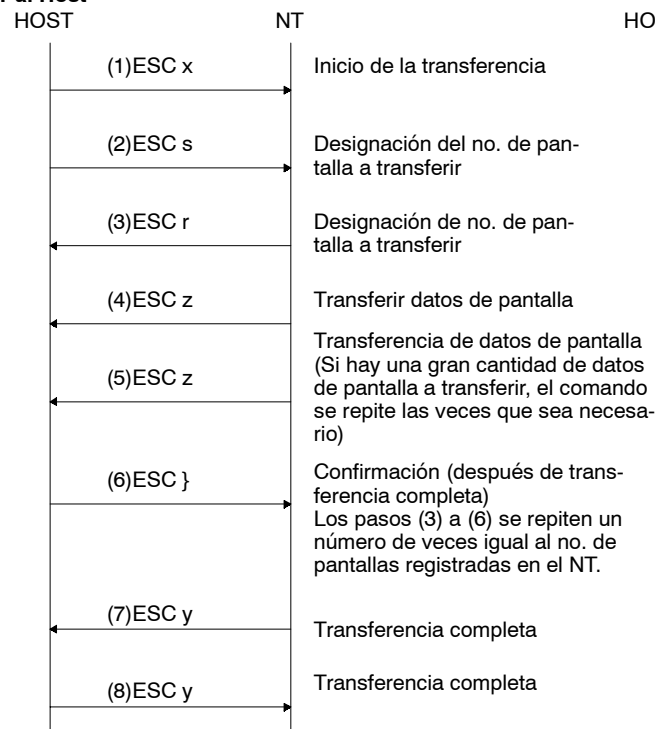 HOST NT HO
(1)ESC x Inicio de la transferencia
(2)ESC s Designación del no. de pan-
talla a transferir
(3)ESC r Designación de no. de pan-
talla a transferir
(4)ESC z Transferir datos de pantalla
Transferencia de datos de pantalla
(Si hay una gran cantidad de datos
(5)ESC z de pantalla a transferir, el comando
se repite las veces que sea necesa-
rio)
(6)ESC } Confirmación (después de trans-
ferencia completa)
Los pasos (3) a (6) se repiten un
número de veces igual al no. de
pantallas registradas en el NT.
(7)ESC y Transferencia completa
(8)ESC y Transferencia completa